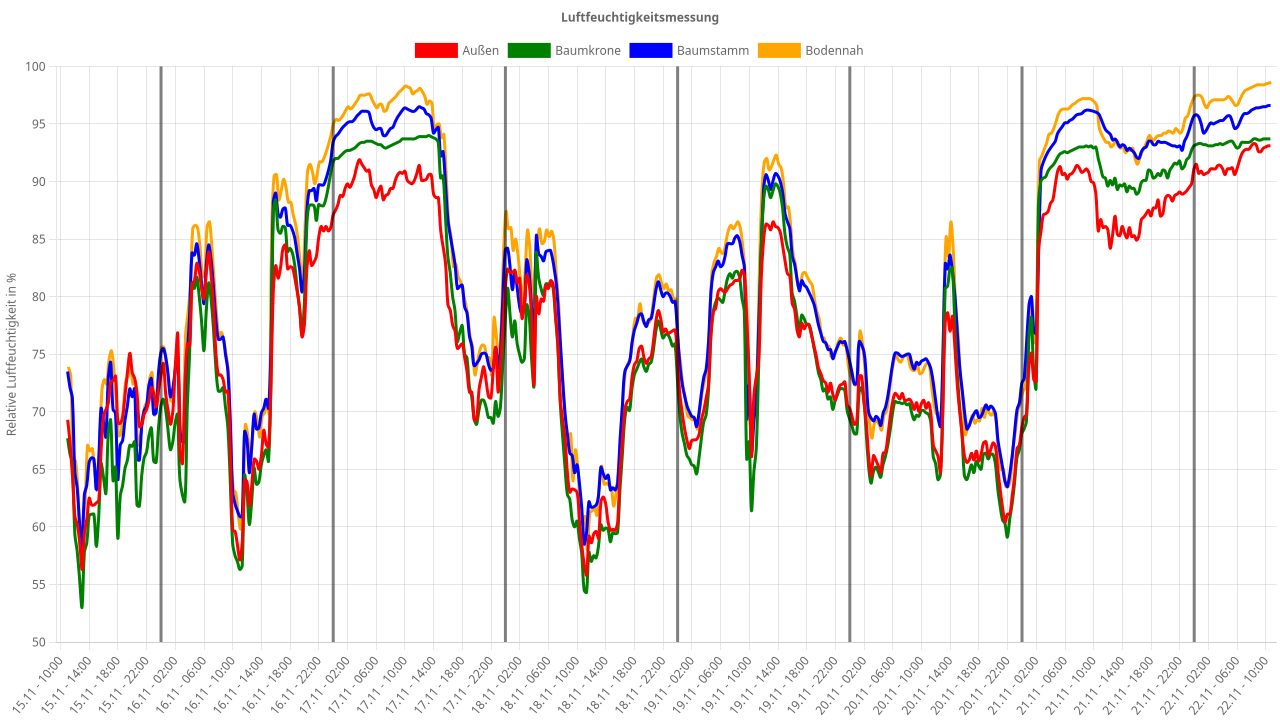 Luftfeuchtigkeitsmessung
Außen Baumkrone Baumstamm Bodennah
Relative Luftfeuchtigkeit in %
100
95
90
85
80
75
70
65
60
55
50
15.11 - 10:00
15.11 - 14:00
15.11 - 18:00
15.11 - 22:00
16.11 - 02:00
16.11 - 06:00
16.11 - 10:00
16.11 - 14:00
16.11 - 18:00
16.11 - 22:00
17.11 - 02:00
17.11 - 06:00
17.11 - 10:00
17.11 - 14:00
17.11 - 18:00
17.11 - 22:00
18.11 - 02:00
18.11 - 06:00
18.11 - 10:00
18.11 - 14:00
18.11 - 18:00
18.11 - 22:00
19.11 - 02:00
19.11 - 06:00
19.11 - 10:00
19.11 - 14:00
19.11 - 18:00
19.11 - 22:00
20.11 - 02:00
20.11 - 06:00
20.11 - 10:00
20.11 - 14:00
20.11 - 18:00
20.11 - 22:00
21.11 - 02:00
21.11 - 06:00
21.11 - 10:00
21.11 - 14:00
21.11 - 18:00
21.11 - 22:00
22.11 - 02:00
22.11 - 06:00
22.11 - 10:00